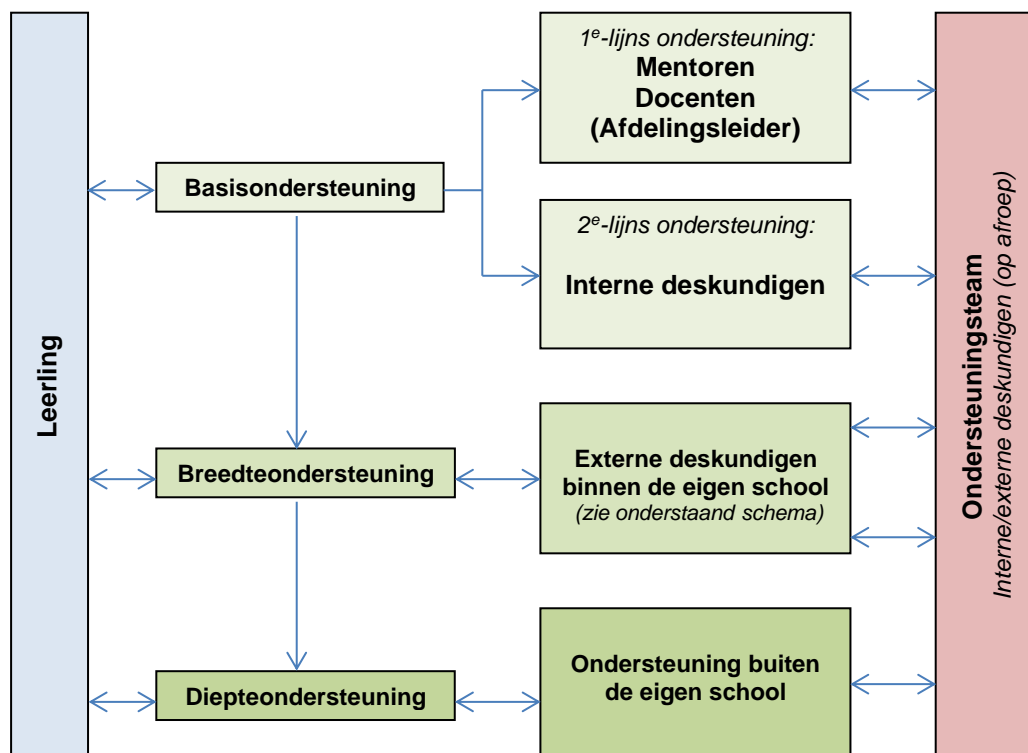 Leerling
Basisondersteuning
1e-lijns ondersteuning:
Mentoren
Docenten
(Afdelingsleider)
2e-lijns ondersteuning:
Interne deskundigen
Breedteondersteuning
Externe deskundigen
binnen de eigen school
(zie onderstaand schema)
Diepteondersteuning
Ondersteuning buiten
de eigen school
Ondersteuningsteam
Interne/externe deskundigen (op afroep)